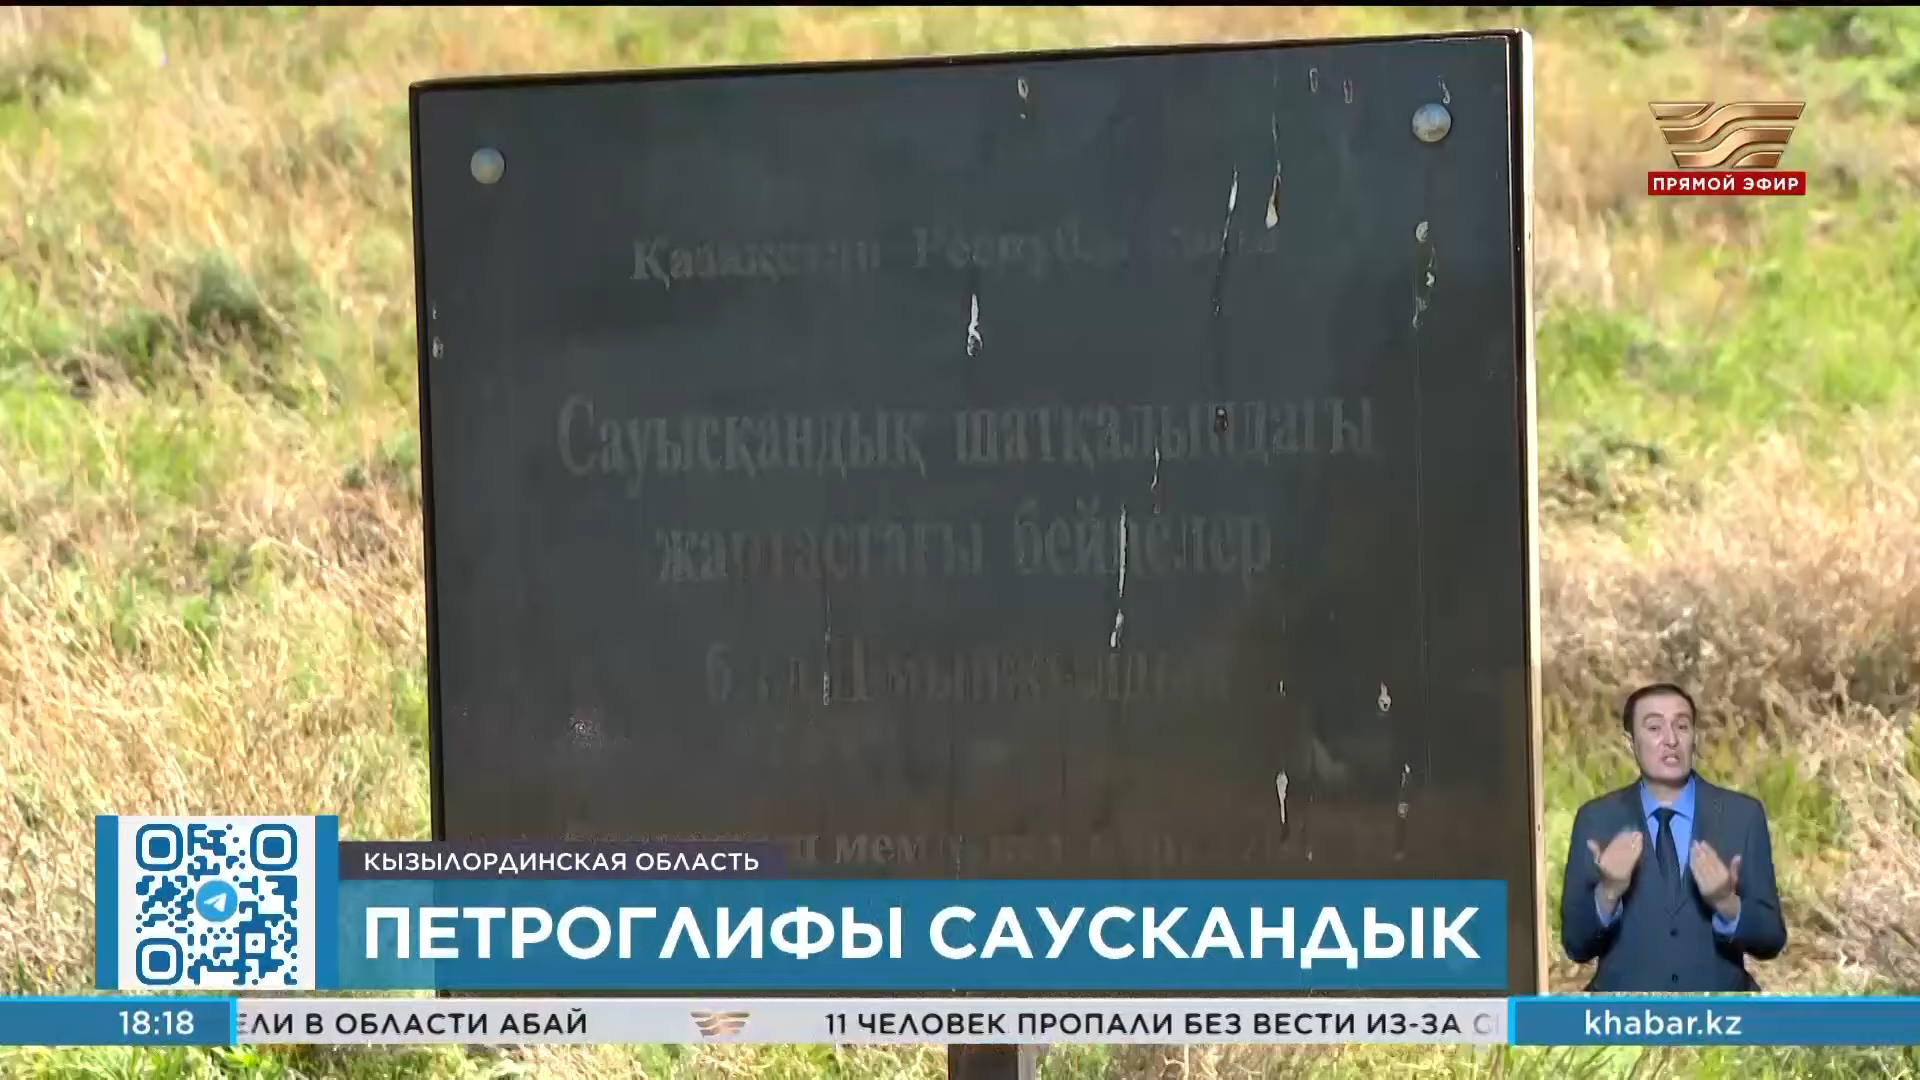 ПРЯМОЙ ЭФИР
Қазақстан Республикасы
Сауысқандық шатқалындағы
жартастағы бейнелер
КЫЗЫЛОРДИНСКАЯ ОБЛАСТЬ
ПЕТРОГЛИФЫ САУСКАНДЫК
18:18
ЕЛИ В ОБЛАСТИ АБАЙ
11 ЧЕЛОВЕК ПРОПАЛИ БЕЗ ВЕСТИ ИЗ-ЗА
khabar.kz